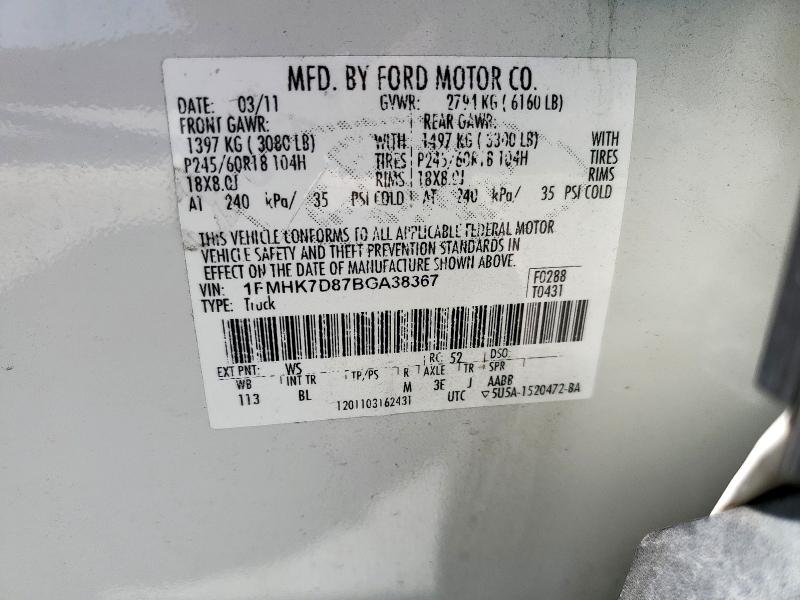 MFD. BY FORD MOTOR CO.
DATE: 03/11 GVWR: 2794 KG ( 6160 LB)
FRONT GAWR: REAR GAWR:
1397 KG ( 3080 LB) WITH 1497 KG ( 3300 LB) WITH
P245/60R18 104H TIRES P245/60R18 104H TIRES
18X8.0J RIMS 18X8.0J RIMS
AT 240 kPa/ 35 PSI COLD AT 240 kPa/ 35 PSI COLD
THIS VEHICLE CONFORMS TO ALL APPLICABLE FEDERAL MOTOR
VEHICLE SAFETY AND THEFT PREVENTION STANDARDS IN
EFFECT ON THE DATE OF MANUFACTURE SHOWN ABOVE.
VIN: 1FMHK7D87BGA38367 F0288
TYPE: Truck T0431
EXT PNT: WS RC: 52 DSO:
WB INT TR TP/PS R AXLE TR SPR
113 BL M 3E J AABB
1201103162431 UTC ▽5U5A-1520472-BA